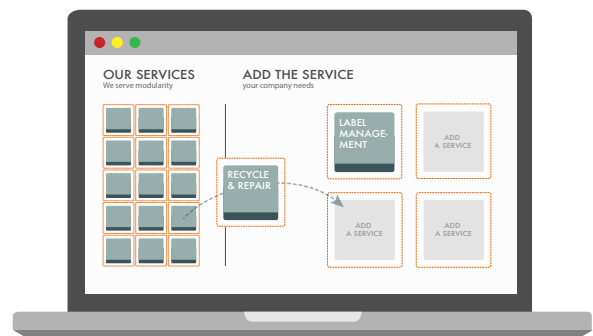 OUR SERVICES
We serve modularity
ADD THE SERVICE
your company needs
LABEL
MANAGE-
MENT
ADD
A SERVICE
RECYCLE
& REPAIR
ADD
A SERVICE
ADD
A SERVICE